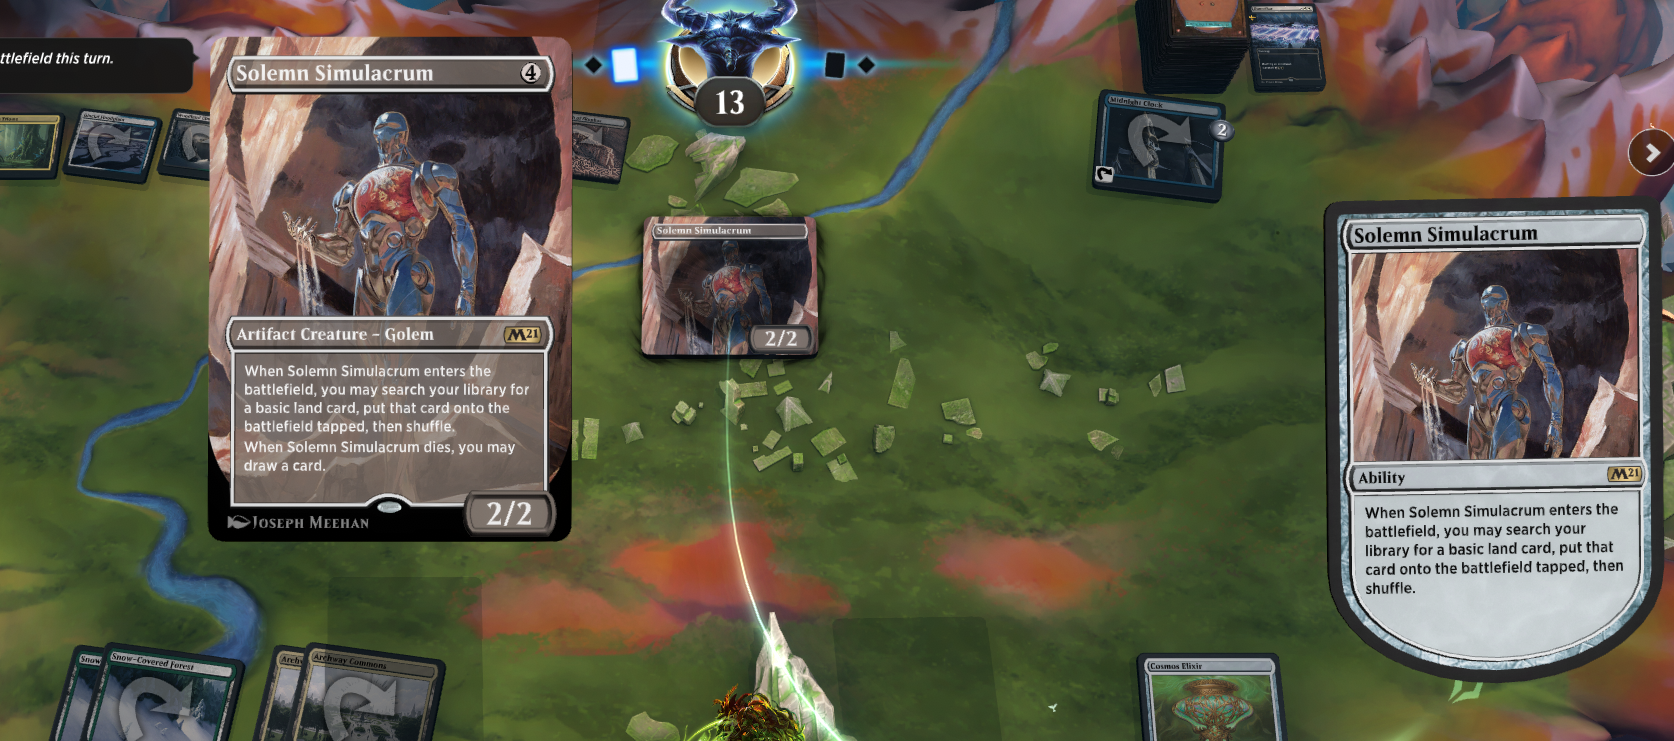 ttlefield this turn.
Solemn Simulacrum 4
Artifact Creature – Golem M21
When Solemn Simulacrum enters the
battlefield, you may search your library for
a basic land card, put that card onto the
battlefield tapped, then shuffle.
When Solemn Simulacrum dies, you may
draw a card.
JOSEPH MEEHAN
2/2
13
Solemn Simulacrum
2/2
Midnight Clock
2
Solemn Simulacrum
Ability M21
When Solemn Simulacrum enters the
battlefield, you may search your
library for a basic land card, put that
card onto the battlefield tapped, then
shuffle.
Snow
Snow-Covered Forest
Archw
Archway Commons
Cosmos Elixir